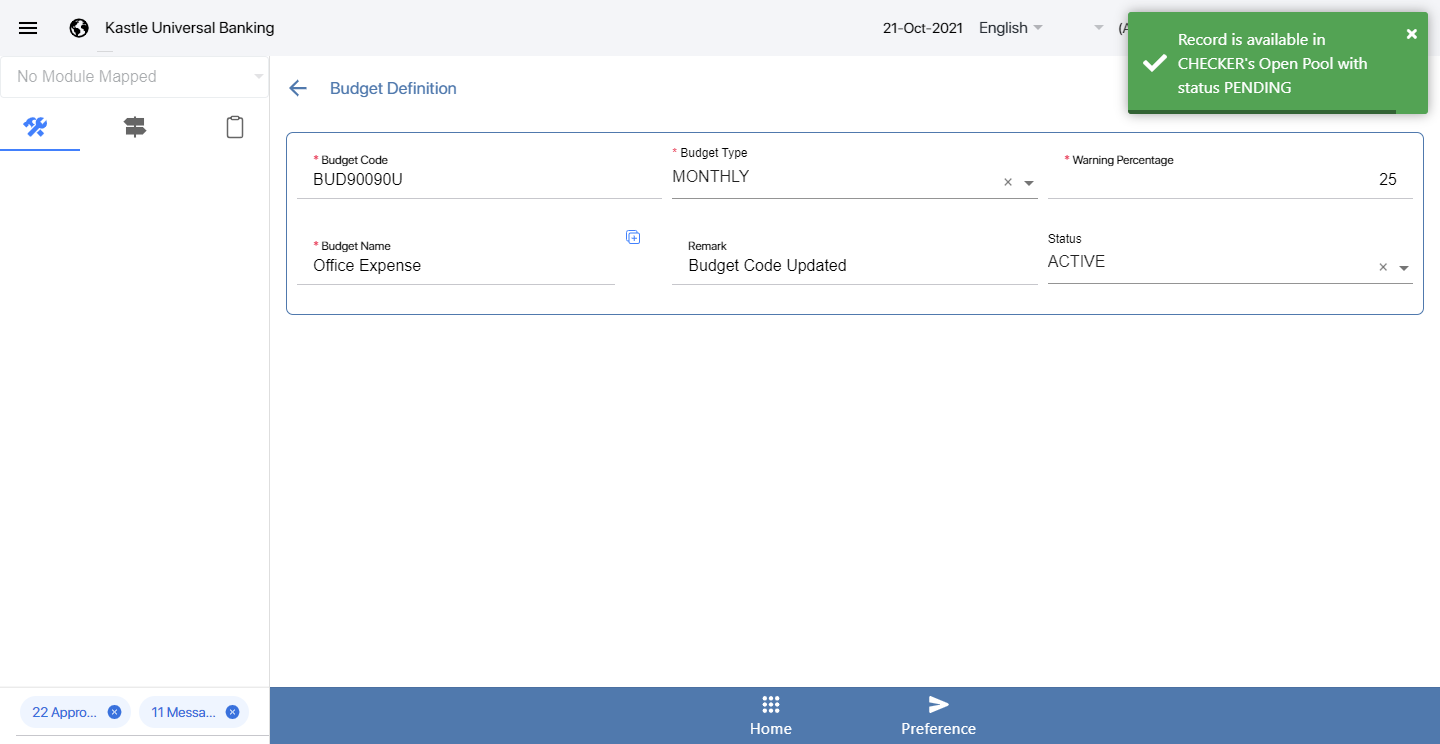 Kastle Universal Banking
21-Oct-2021
English
(A
Record is available in
CHECKER's Open Pool with
status PENDING
No Module Mapped
Budget Definition
* Budget Code
BUD90090U
* Budget Type
MONTHLY
* Warning Percentage
25
* Budget Name
Office Expense
Remark
Budget Code Updated
Status
ACTIVE
22 Appro...
11 Messa...
Home
Preference